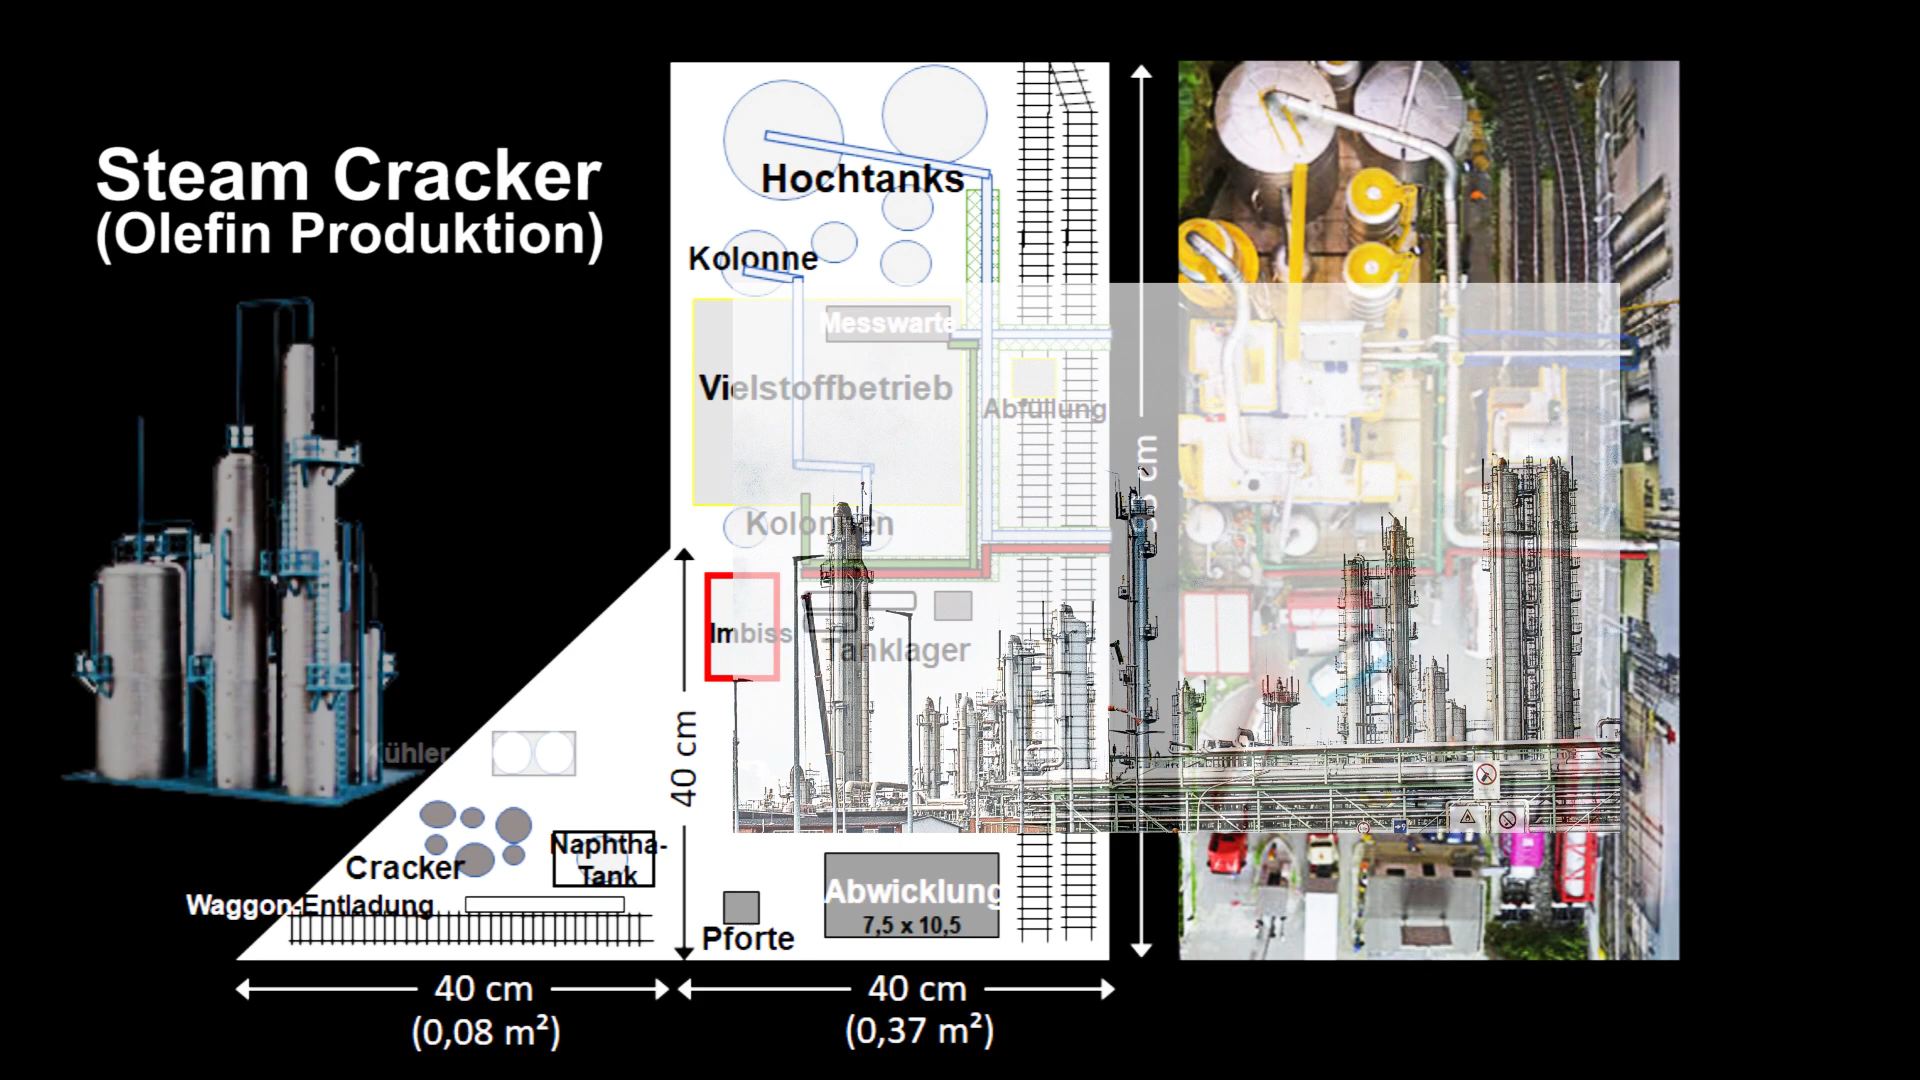 Steam Cracker
(Olefin Produktion)
Hochtanks
Kolonne
Messwarte
Vielstoffbetrieb
Abfüllung
Kolonnen
Imbiss
Tanklager
40 cm
Kühler
Cracker
Naphtha-
Tank
Waggon-Entladung
Pforte
Abwicklung
7,5 x 10,5
40 cm
(0,08 m²)
40 cm
(0,37 m²)